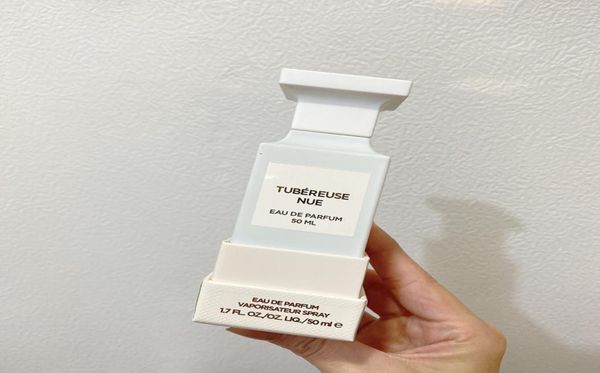 TUBÉREUSE
NUE
EAU DE PARFUM
50 ML
EAU DE PARFUM
VAPORISATEUR SPRAY
1.7 FL. OZ./OZ. LIQ./50 ml ℮